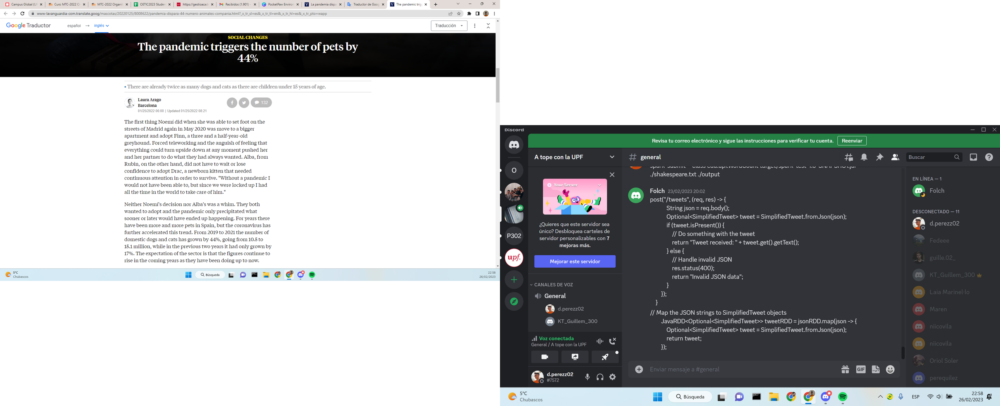 Campus Global (UI
Curs: MTC-2022 O
MTC-2022 Organit
OETIC2023 Studen
https://gestioacad
Recibidos (1.901) -
PocketPaw Environ
La pandemia dispa
Traductor de Goog
The pandemic trig
www-lavanguardia-com.translate.goog/mascotas/20220125/8008622/pandemia-dispara-44-numero-animales-compania.html?_x_tr_sl=es&_x_tr_tl=en&_x_tr_hl=es&_x_tr_pto=wapp
Google Traductor
español → inglés
Traducción
SOCIAL CHANGES
The pandemic triggers the number of pets by
44%
• There are already twice as many dogs and cats as there are children under 15 years of age.
Laura Arago
Barcelona
01/25/2022 06:00 | Updated 01/25/2022 08:21
132
The first thing Noemí did when she was able to set foot on the
streets of Madrid again in May 2020 was move to a bigger
apartment and adopt Finn, a three and a half-year-old
greyhound. Forced teleworking and the anguish of feeling that
everything could turn upside down at any moment pushed her
and her partner to do what they had always wanted. Alba, from
Rubin, on the other hand, did not have to wait or lose
confidence to adopt Drac, a newborn kitten that needed
continuous attention in order to survive. "Without a pandemic I
would not have been able to, but since we were locked up I had
all the time in the world to take care of him."
Neither Noemí's decision nor Alba's was a whim. They both
wanted to adopt and the pandemic only precipitated what
sooner or later would have ended up happening. For years there
have been more and more pets in Spain, but the coronavirus has
further accelerated this trend. From 2019 to 2021 the number of
domestic dogs and cats has grown by 44%, going from 10.5 to
15.1 million, while in the previous two years it had only grown by
17%. The expectation of the sector is that the figures continue to
rise in the coming years as they have been doing up to now.
5°C
Chubascos
Búsqueda
22:58
26/02/2023
Discord
Revisa tu correo electrónico y sigue las instrucciones para verificar tu cuenta.
Reenviar
A tope con la UPF
# general
Buscar
O
P302
upf.
Your Server
¿Quieres que este servidor sea
único? Desbloquea carteles de
servidor personalizables con 7
mejoras más.
Mejorar este servidor
CANALES DE VOZ
General
d.perezz02
KT_Guillem_300
Voz conectada
General / A tope con la UPF
d.perezz02
#7572
./shakespeare.txt ./output
Folch 23/02/2023 20:02
post("/tweets", (req, res) -> {
String json = req.body();
Optional<SimplifiedTweet> tweet = SimplifiedTweet.fromJson(json);
if (tweet.isPresent()) {
// Do something with the tweet
return "Tweet received: " + tweet.get().getText();
} else {
// Handle invalid JSON
res.status(400);
return "Invalid JSON data";
}
});
}
// Map the JSON strings to SimplifiedTweet objects
JavaRDD<Optional<SimplifiedTweet>> tweetRDD = jsonRDD.map(json -> {
Optional<SimplifiedTweet> tweet = SimplifiedTweet.fromJson(json);
return tweet;
});
Enviar mensaje a #general
GIF
EN LÍNEA — 1
Folch
DESCONECTADO — 11
d.perezz02
Fedeee
guille.02_
KT_Guillem_300
Laia Marinel·lo
Maren
niicovila
niicovila
Oriol Soler
perequilez
5°C
Chubascos
Búsqueda
ESP
22:58
26/02/2023